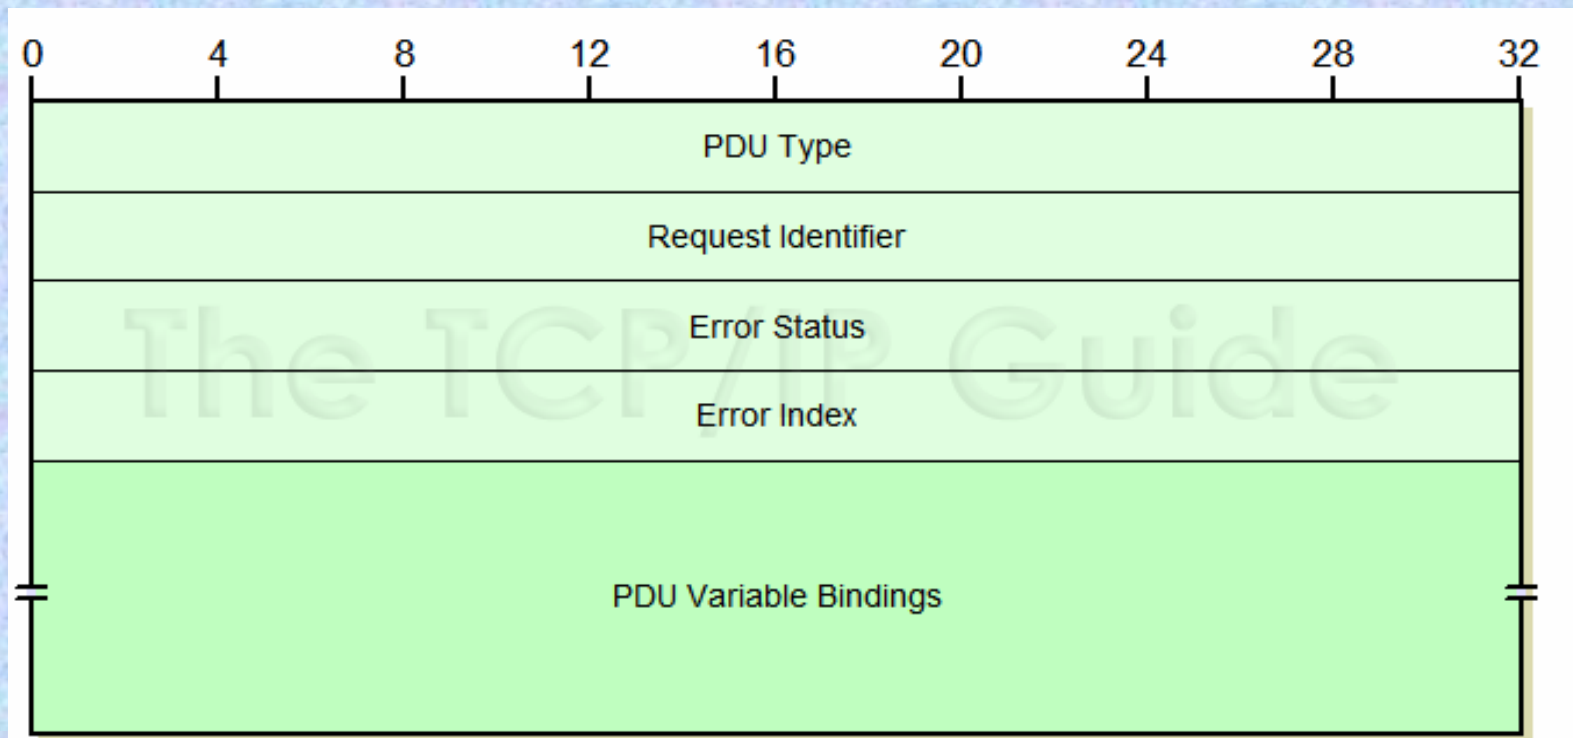 0 4 8 12 16 20 24 28 32
PDU Type
Request Identifier
Error Status
The TCP/IP Guide
Error Index
PDU Variable Bindings